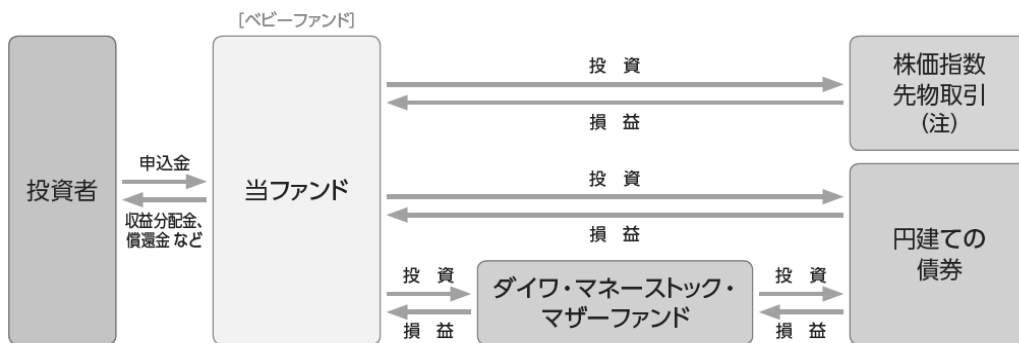 [ベビーファンド]
投資者
申込金
収益分配金、
償還金 など
当ファンド
投 資
損 益
株価指数
先物取引
（注）
投 資
損 益
円建ての
債券
投 資
損 益
ダイワ・マネーストック・
マザーファンド
投 資
損 益